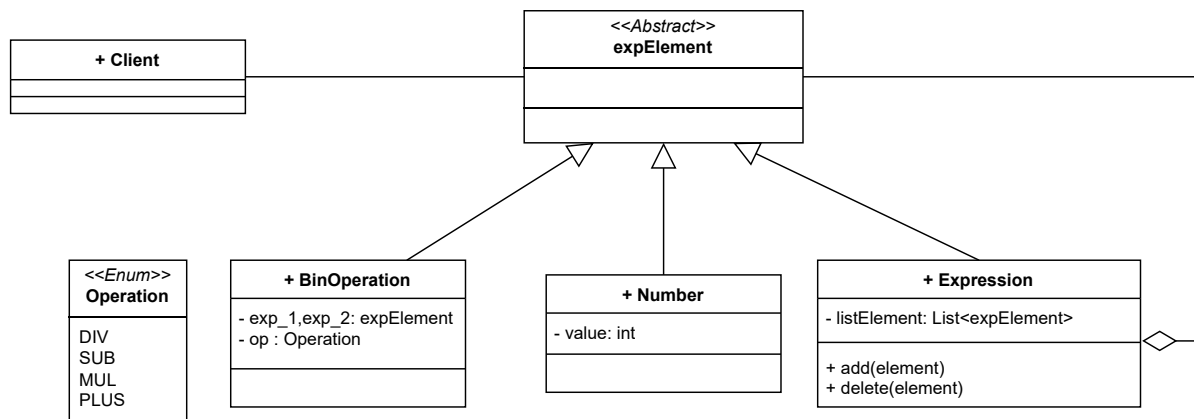 <<Abstract>>
expElement
+ Client
<<Enum>>
Operation
DIV
SUB
MUL
PLUS
+ BinOperation
- exp_1,exp_2: expElement
- op : Operation
+ Number
- value: int
+ Expression
- listElement: List<expElement>
+ add(element)
+ delete(element)